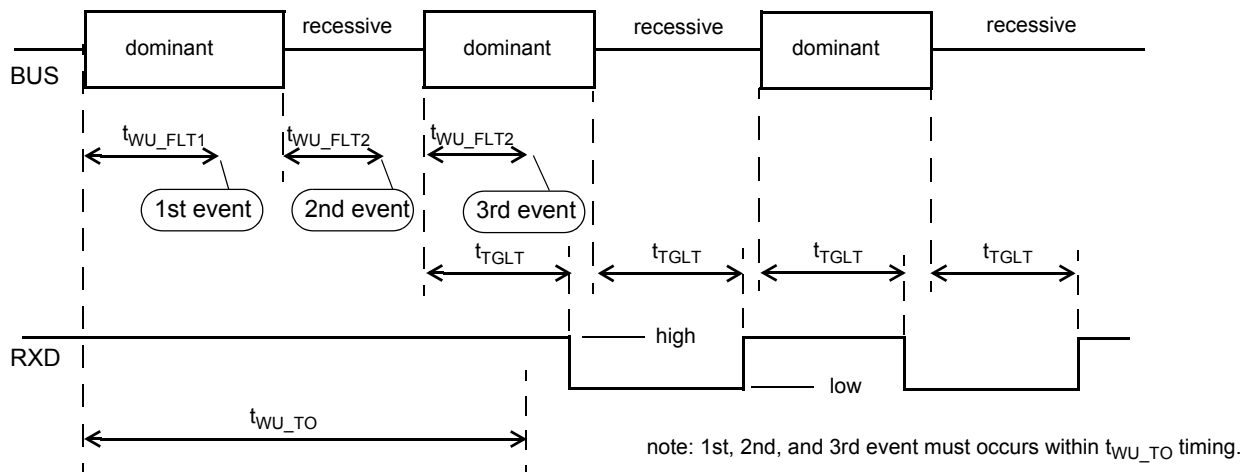 dominant recessive dominant recessive dominant recessive
BUS
tWU_FLT1 tWU_FLT2 tWU_FLT2
1st event 2nd event 3rd event
tTGLT tTGLT tTGLT tTGLT
RXD high
low
tWU_TO
note: 1st, 2nd, and 3rd event must occurs within tWU_TO timing.